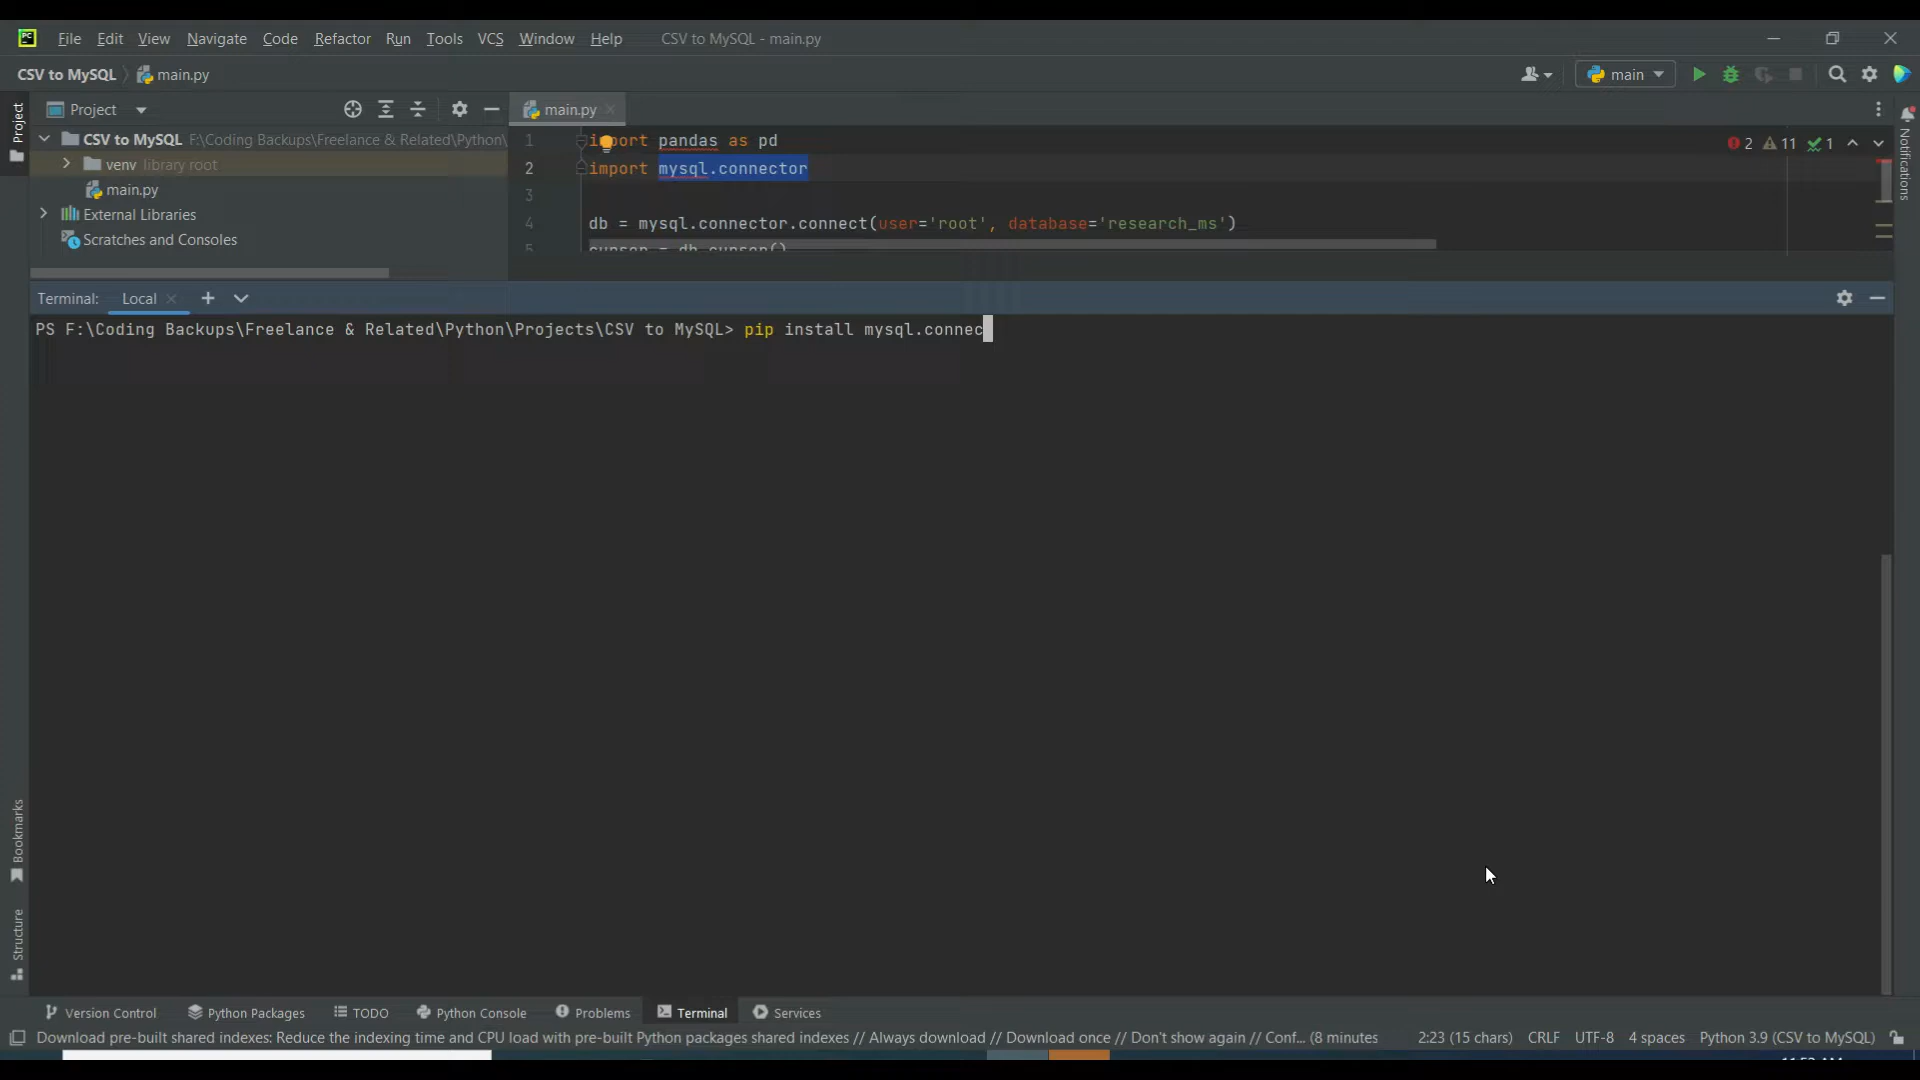 PC File Edit View Navigate Code Refactor Run Tools VCS Window Help CSV to MySQL - main.py
CSV to MySQL main.py main
Project
Project
main.py
CSV to MySQL F:\Coding Backups\Freelance & Related\Python\
venv library root
main.py
External Libraries
Scratches and Consoles
1 import pandas as pd
2 import mysql.connector
3
4 db = mysql.connector.connect(user='root', database='research_ms')
5 cursor = db.cursor()
2 11 1
Notifications
Terminal: Local
PS F:\Coding Backups\Freelance & Related\Python\Projects\CSV to MySQL> pip install mysql.connec
Bookmarks
Structure
Version Control Python Packages TODO Python Console Problems Terminal Services
Download pre-built shared indexes: Reduce the indexing time and CPU load with pre-built Python packages shared indexes // Always download // Download once // Don't show again // Conf... (8 minutes 2:23 (15 chars) CRLF UTF-8 4 spaces Python 3.9 (CSV to MySQL)